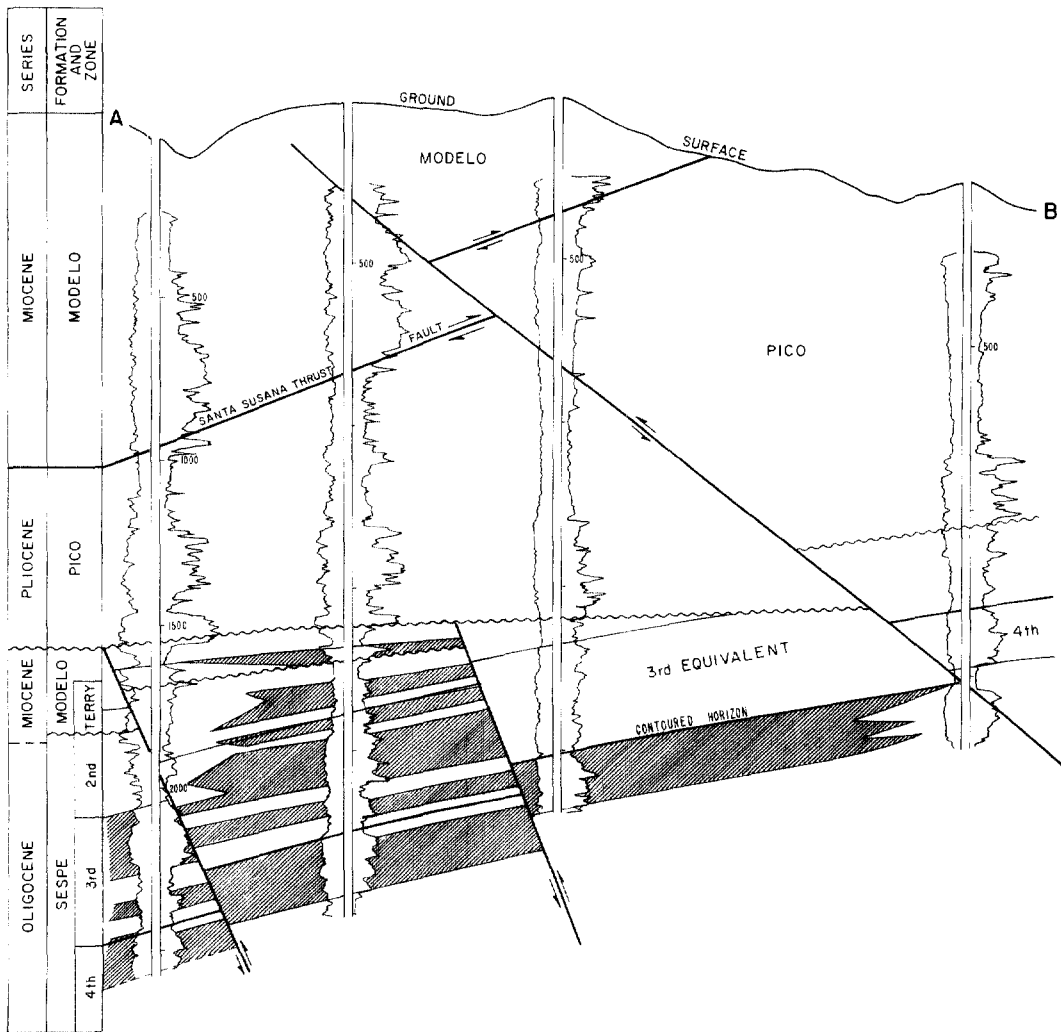 SERIES
FORMATION
AND
ZONE
MIOCENE
MODELO
PLIOCENE
PICO
MIOCENE
MODELO
TERRY
OLIGOCENE
SESPE
2nd
3rd
4th
A
GROUND
SURFACE
MODELO
B
500
500
500
500
PICO
SANTA SUSANA THRUST FAULT
1000
1500
2000
4th
3rd EQUIVALENT
CONTOURED HORIZON